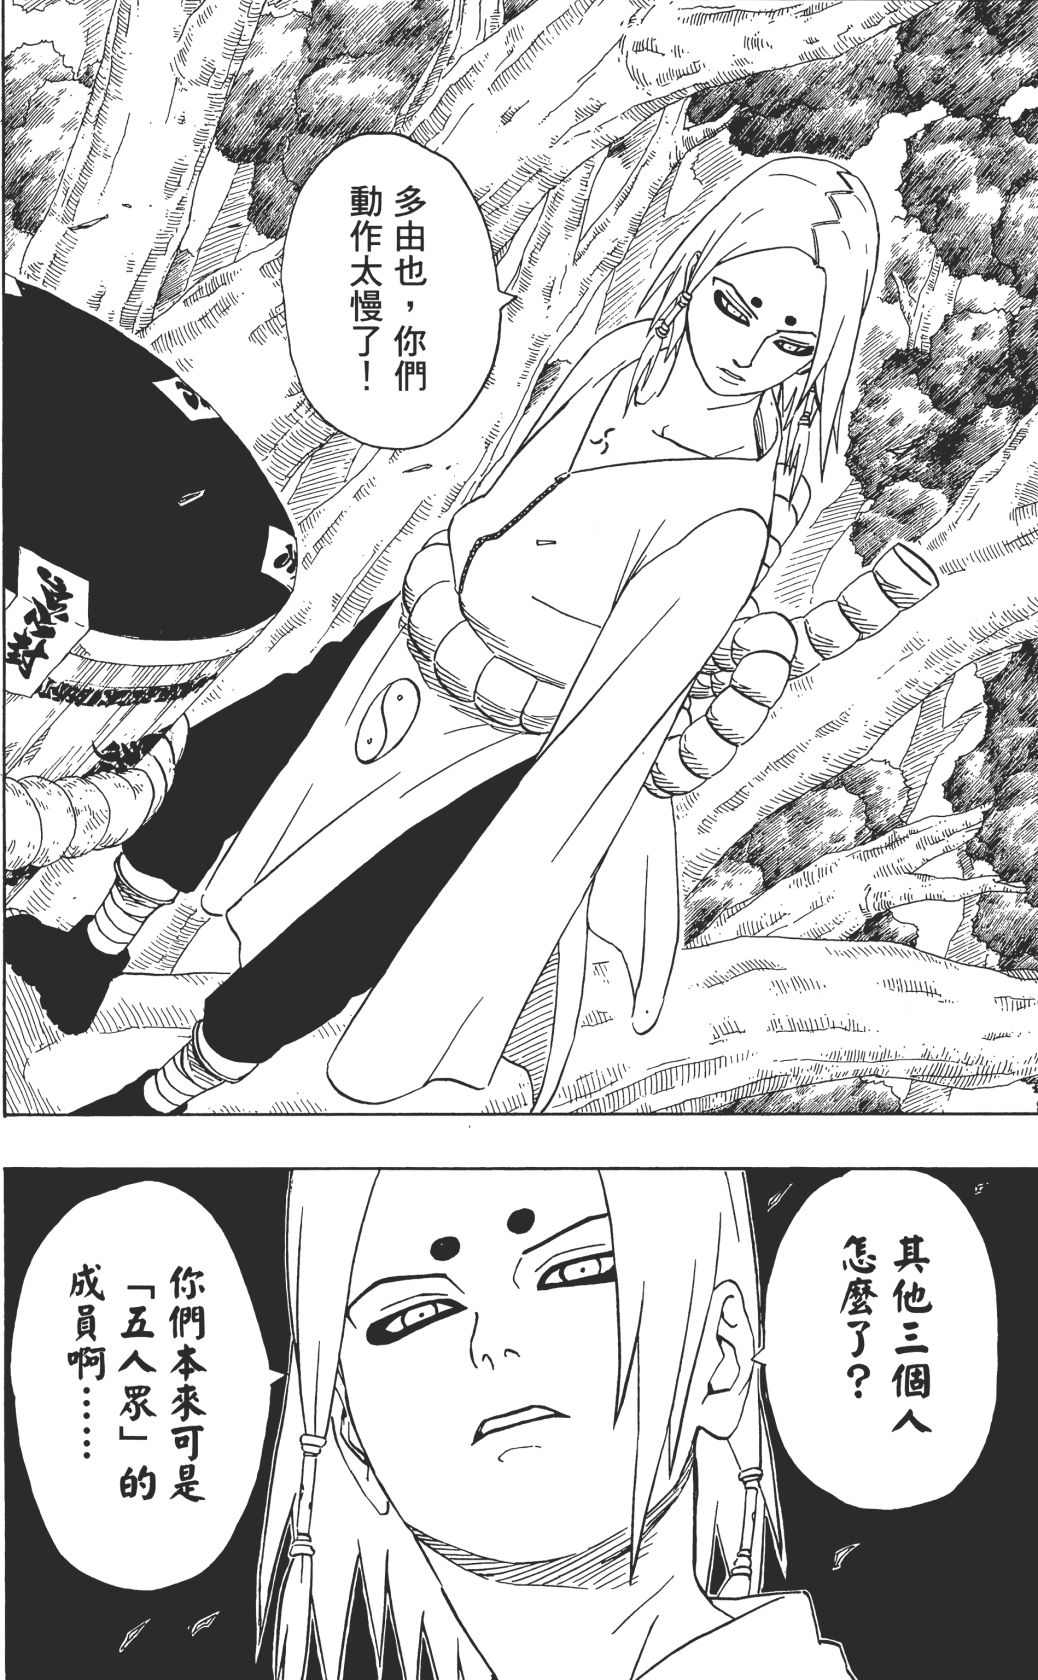 多由也，你們
動作太慢了！
其他三個人
怎麼了？
你們本來可是
「五人眾」的
成員啊……